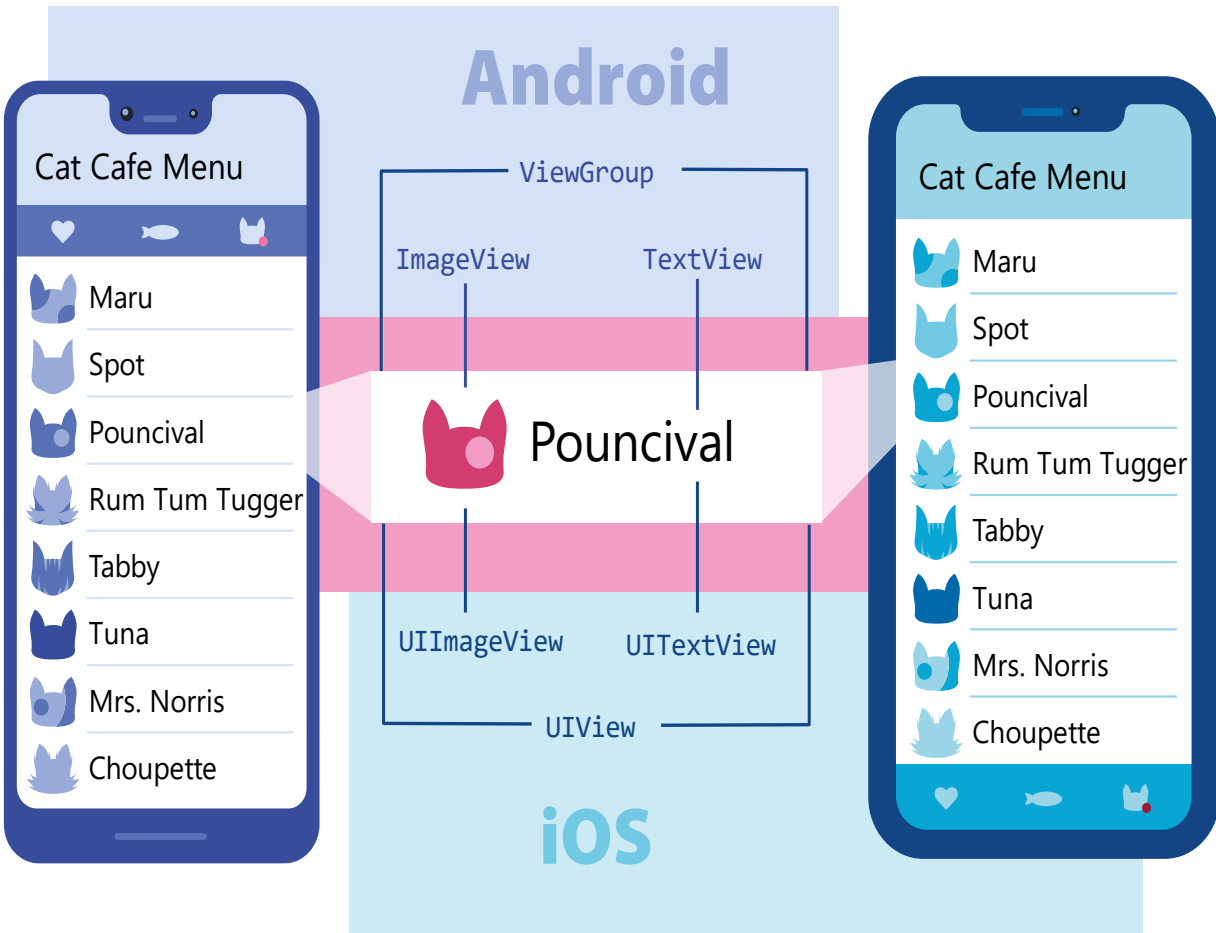 Android
Cat Cafe Menu
Maru
Spot
Pouncival
Rum Tum Tugger
Tabby
Tuna
Mrs. Norris
Choupette
ViewGroup
ImageView
TextView
Pouncival
UIImageView
UITextView
UIView
iOS
Cat Cafe Menu
Maru
Spot
Pouncival
Rum Tum Tugger
Tabby
Tuna
Mrs. Norris
Choupette